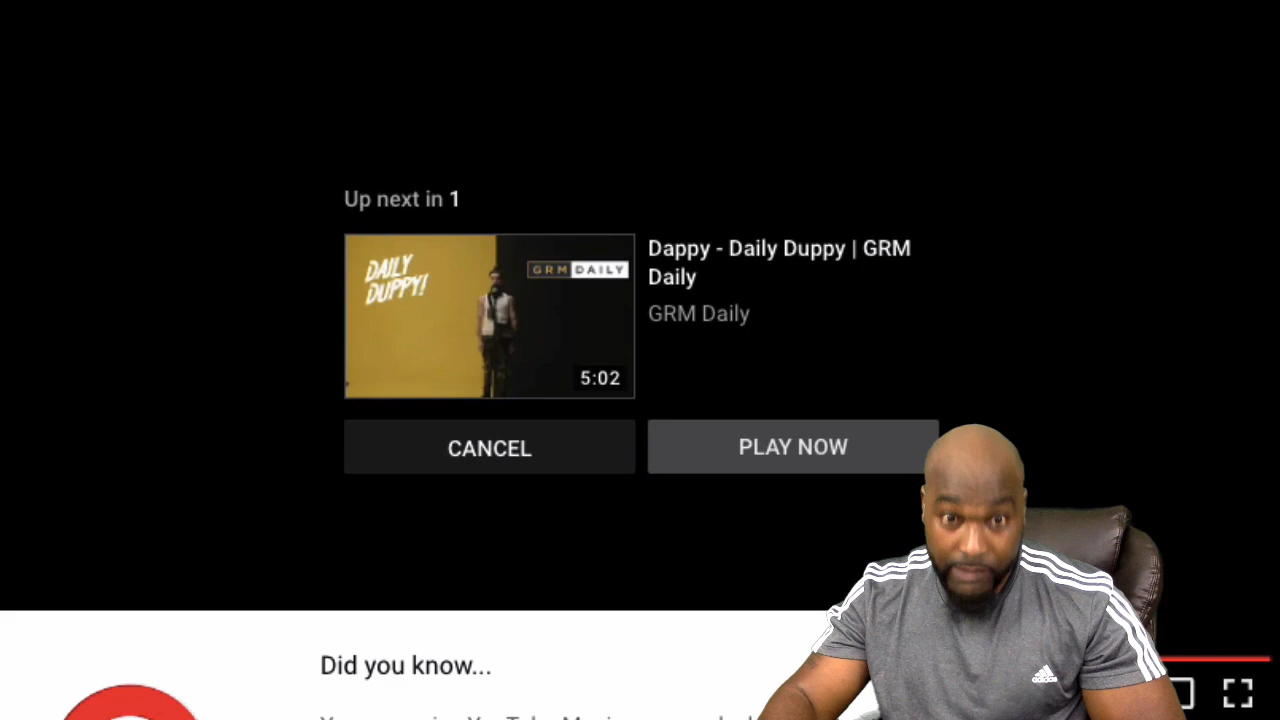 Up next in 1
DAILY
DUPPY!
GRM DAILY
5:02
Dappy - Daily Duppy | GRM
Daily
GRM Daily
CANCEL
PLAY NOW
adidas
Did you know...